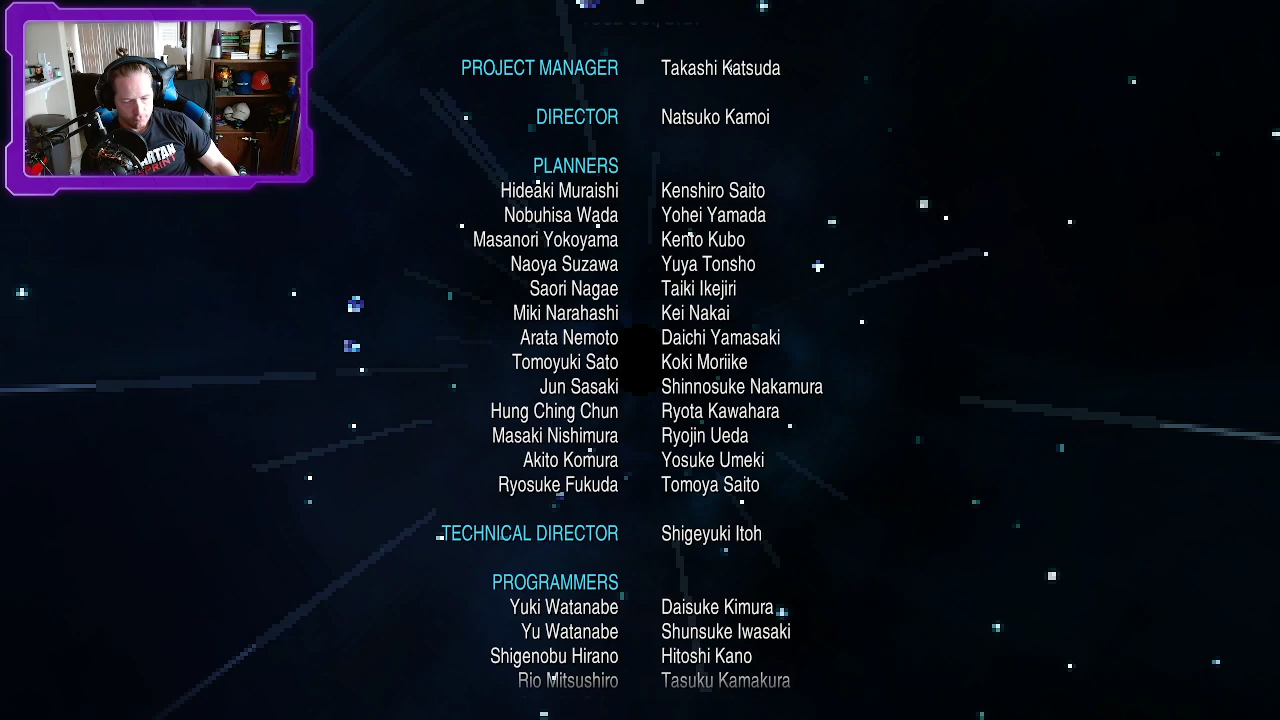 PROJECT MANAGER Takashi Katsuda
DIRECTOR Natsuko Kamoi
PLANNERS
Hideaki Muraishi Kenshiro Saito
Nobuhisa Wada Yohei Yamada
Masanori Yokoyama Kento Kubo
Naoya Suzawa Yuya Tonsho
Saori Nagae Taiki Ikejiri
Miki Narahashi Kei Nakai
Arata Nemoto Daichi Yamasaki
Tomoyuki Sato Koki Moriike
Jun Sasaki Shinnosuke Nakamura
Hung Ching Chun Ryota Kawahara
Masaki Nishimura Ryojin Ueda
Akito Komura Yosuke Umeki
Ryosuke Fukuda Tomoya Saito
TECHNICAL DIRECTOR Shigeyuki Itoh
PROGRAMMERS
Yuki Watanabe Daisuke Kimura
Yu Watanabe Shunsuke Iwasaki
Shigenobu Hirano Hitoshi Kano
Rio Mitsushiro Tasuku Kamakura